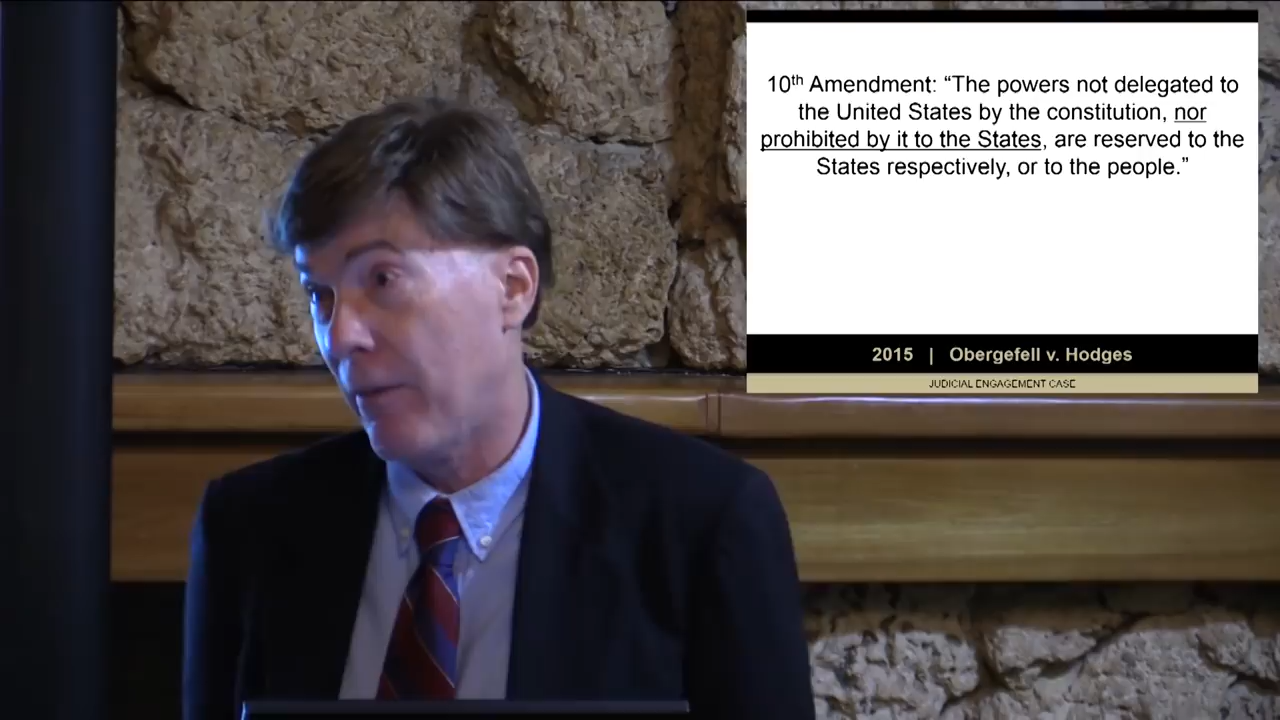 10th Amendment: “The powers not delegated to
the United States by the constitution, nor
prohibited by it to the States, are reserved to the
States respectively, or to the people.”
2015 | Obergefell v. Hodges
JUDICIAL ENGAGEMENT CASE